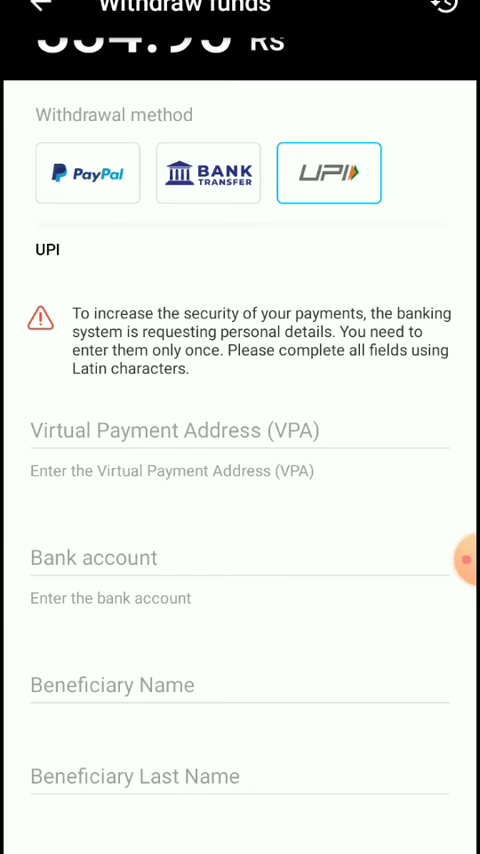 Withdraw funds
334.93 Rs
Withdrawal method
PayPal
BANK
TRANSFER
UPI
UPI
To increase the security of your payments, the banking
system is requesting personal details. You need to
enter them only once. Please complete all fields using
Latin characters.
Virtual Payment Address (VPA)
Enter the Virtual Payment Address (VPA)
Bank account
Enter the bank account
Beneficiary Name
Beneficiary Last Name